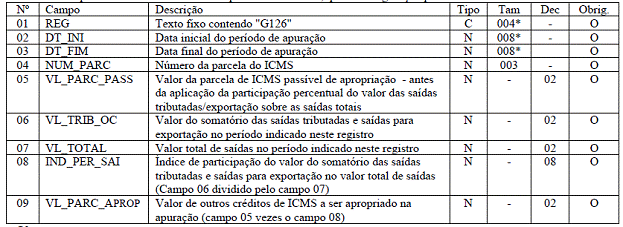 Nº Campo Descrição Tipo Tam Dec Obrig.
01 REG Texto fixo contendo "G126" C 004* - O
02 DT_INI Data inicial do período de apuração N 008* - O
03 DT_FIM Data final do período de apuração N 008* - O
04 NUM_PARC Número da parcela do ICMS N 003 - O
05 VL_PARC_PASS Valor da parcela de ICMS passível de apropriação - antes N - 02 O
da aplicação da participação percentual do valor das saídas
tributadas/exportação sobre as saídas totais
06 VL_TRIB_OC Valor do somatório das saídas tributadas e saídas para N - 02 O
exportação no período indicado neste registro
07 VL_TOTAL Valor total de saídas no período indicado neste registro N - 02 O
08 IND_PER_SAI Índice de participação do valor do somatório das saídas N - 08 O
tributadas e saídas para exportação no valor total de saídas
(Campo 06 dividido pelo campo 07)
09 VL_PARC_APROP Valor de outros créditos de ICMS a ser apropriado na N - 02 O
apuração (campo 05 vezes o campo 08)